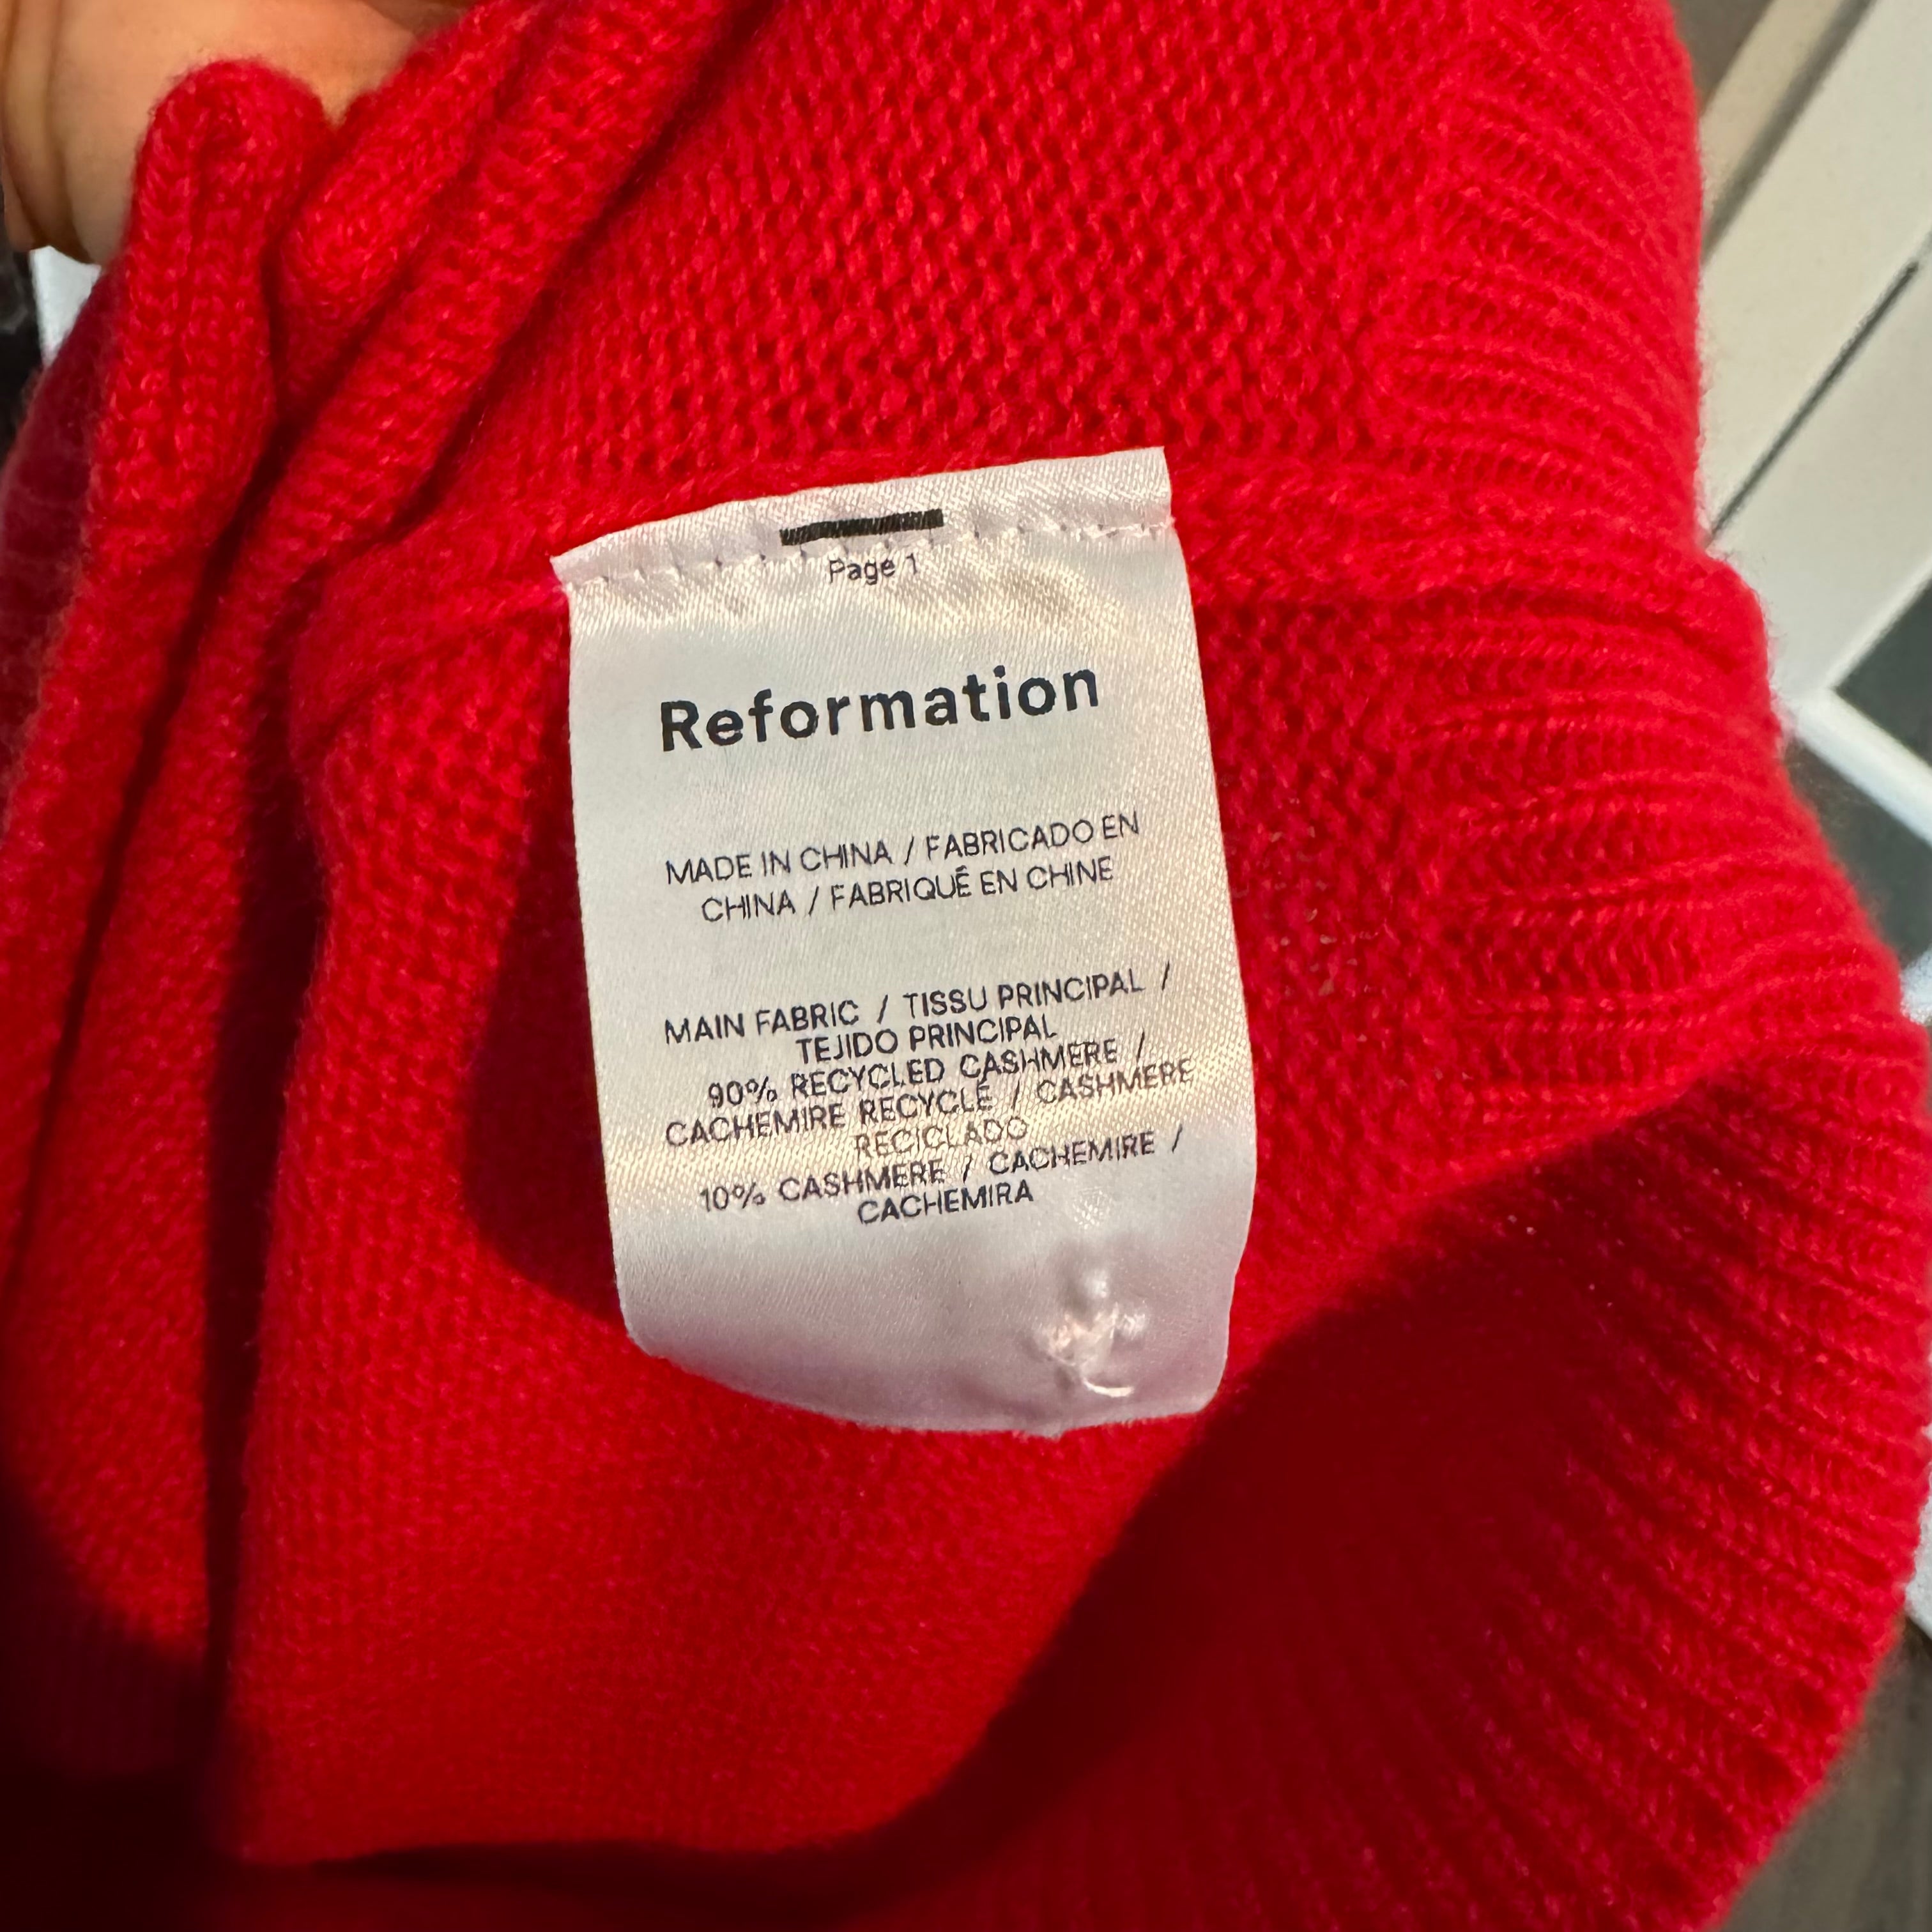 Page 1
Reformation
MADE IN CHINA / FABRICADO EN
CHINA / FABRIQUÉ EN CHINE
MAIN FABRIC / TISSU PRINCIPAL /
TEJIDO PRINCIPAL
90% RECYCLED CASHMERE /
CACHEMIRE RECYCLÉ / CASHMERE
RECICLADO
10% CASHMERE / CACHEMIRE /
CACHEMIRA